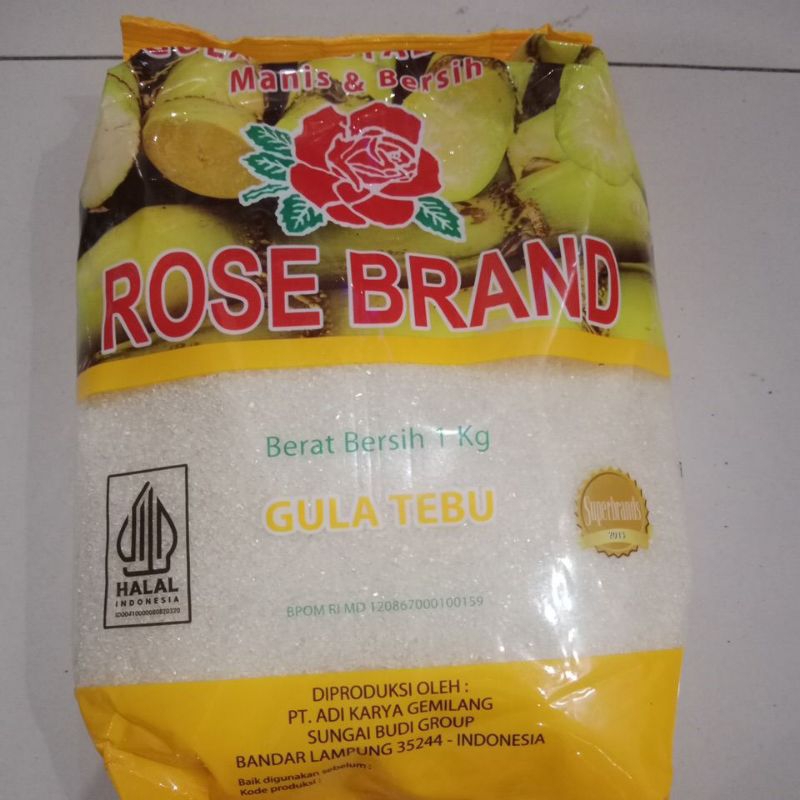 Manis & Bersih
ROSE BRAND
Berat Bersih 1 Kg
GULA TEBU
Superbrands
HALAL
INDONESIA
BPOM RI MD 120867000100159
DIPRODUKSI OLEH :
PT. ADI KARYA GEMILANG
SUNGAI BUDI GROUP
BANDAR LAMPUNG 35244 - INDONESIA
Baik digunakan sebelum :
Kode produksi :